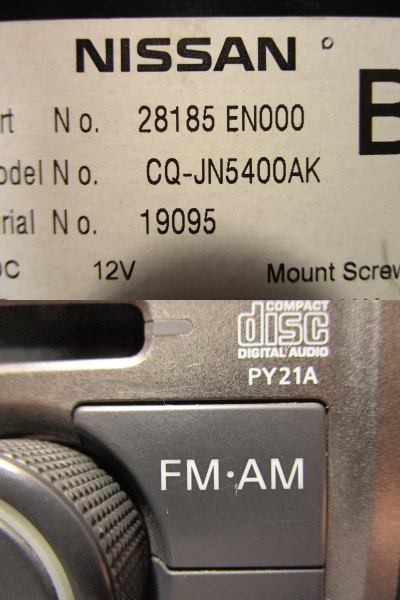 NISSAN
rt No. 28185 EN000
B
odel No. CQ-JN5400AK
rial No. 19095
DC 12V Mount Screw
COMPACT
disc
DIGITAL AUDIO
PY21A
FM·AM